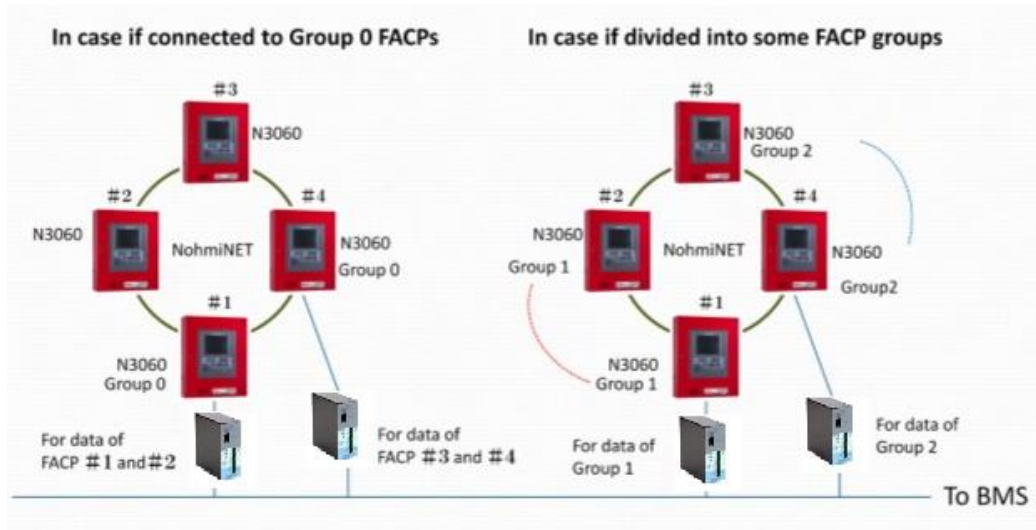 In case if connected to Group 0 FACPs
#3
N3060
#2
#4
N3060
NohmiNET
N3060
Group 0
#1
N3060
Group 0
For data of
FACP #1 and#2
For data of
FACP #3 and #4
In case if divided into some FACP groups
#3
N3060
Group 2
#2
#4
N3060
Group 1
NohmiNET
N3060
Group2
#1
N3060
Group 1
For data of
Group 1
For data of
Group 2
To BMS